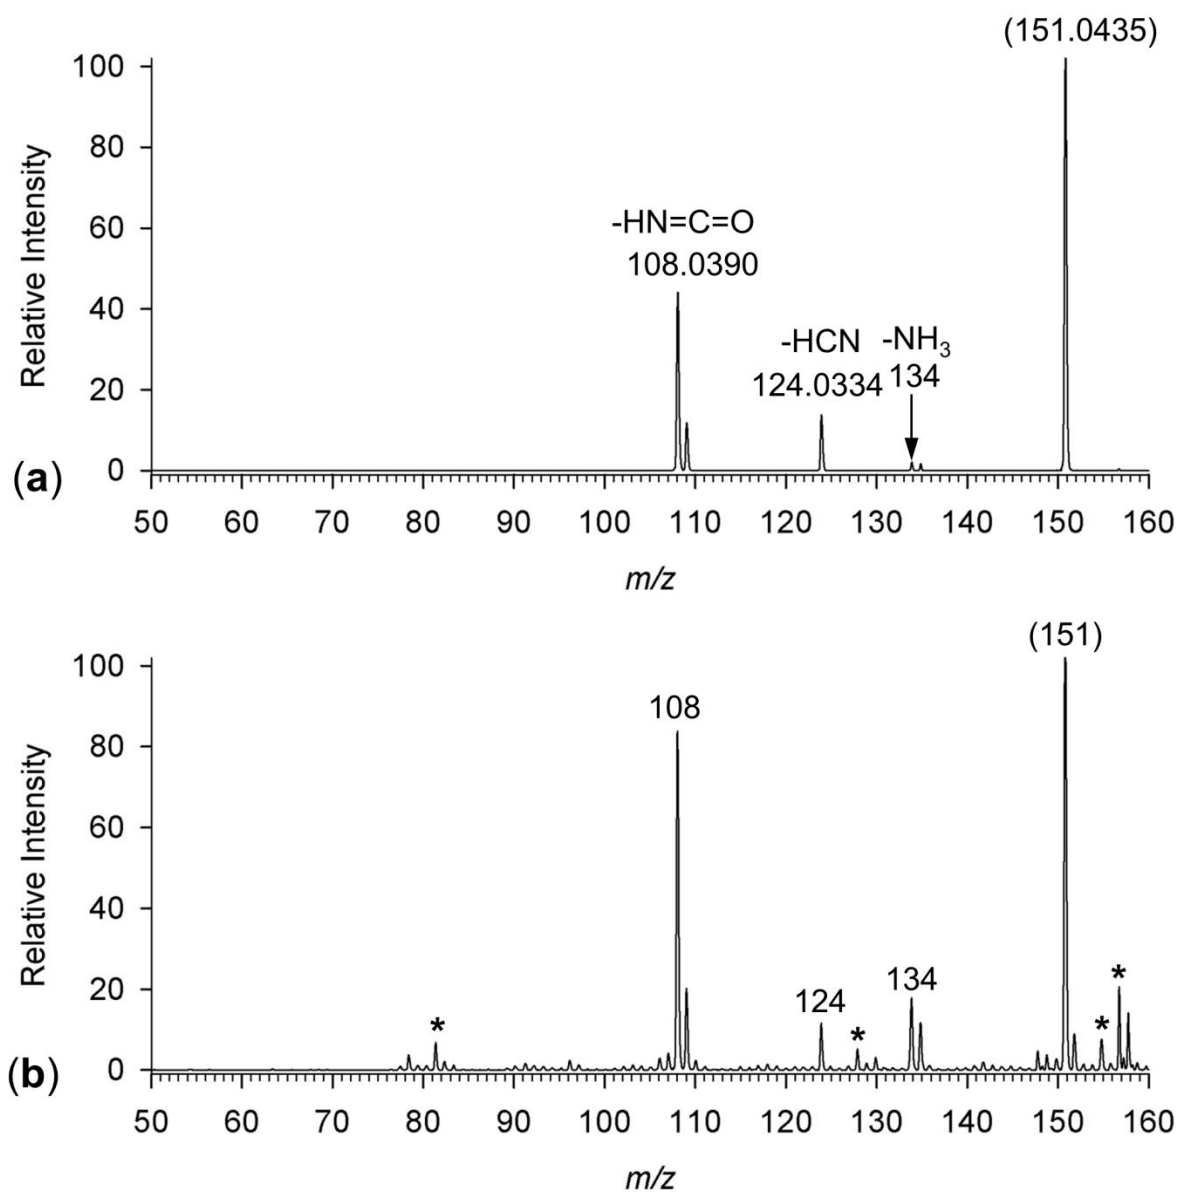 (151.0435)
100
80
-HN=C=O
60
108.0390
Relative Intensity
40
-HCN -NH₃
124.0334 134
20
0
(a)
50 60 70 80 90 100 110 120 130 140 150 160
m/z
(151)
100
108
80
60
Relative Intensity
40
20
134
124
*
*
*
*
0
(b)
50 60 70 80 90 100 110 120 130 140 150 160
m/z